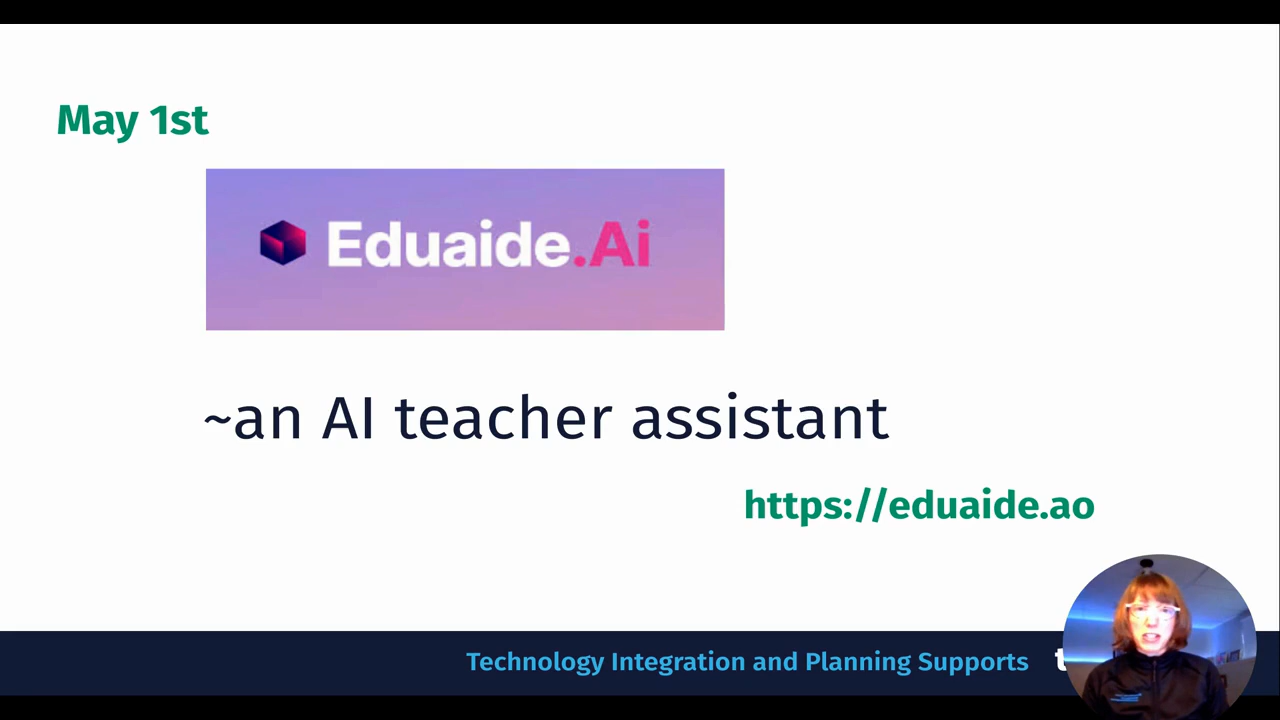 May 1st
Eduaide.Ai
~an AI teacher assistant
https://eduaide.ao
Technology Integration and Planning Supports